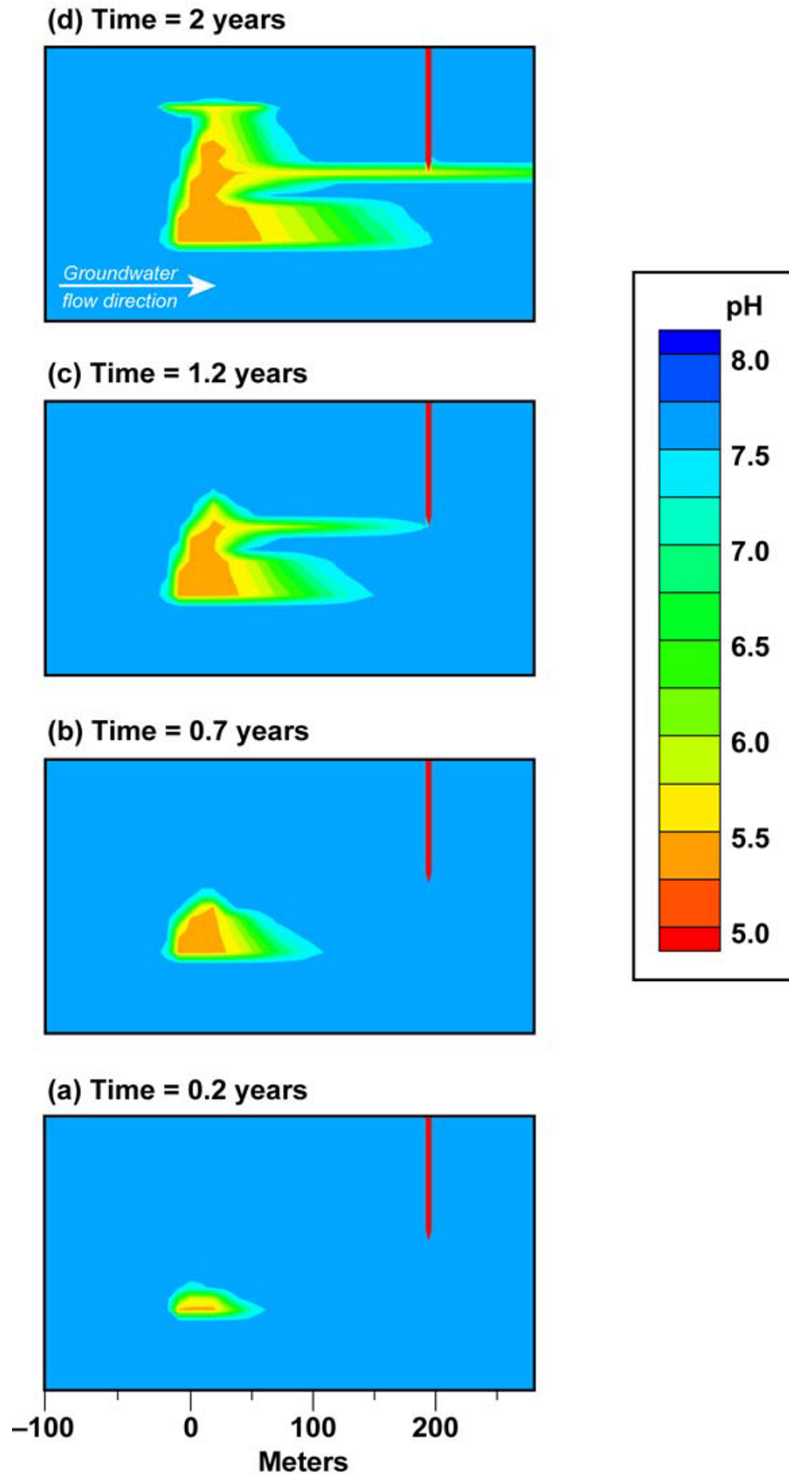 (d) Time = 2 years
Groundwater
flow direction
(c) Time = 1.2 years
(b) Time = 0.7 years
(a) Time = 0.2 years
–100 0 100 200
Meters
pH
8.0
7.5
7.0
6.5
6.0
5.5
5.0